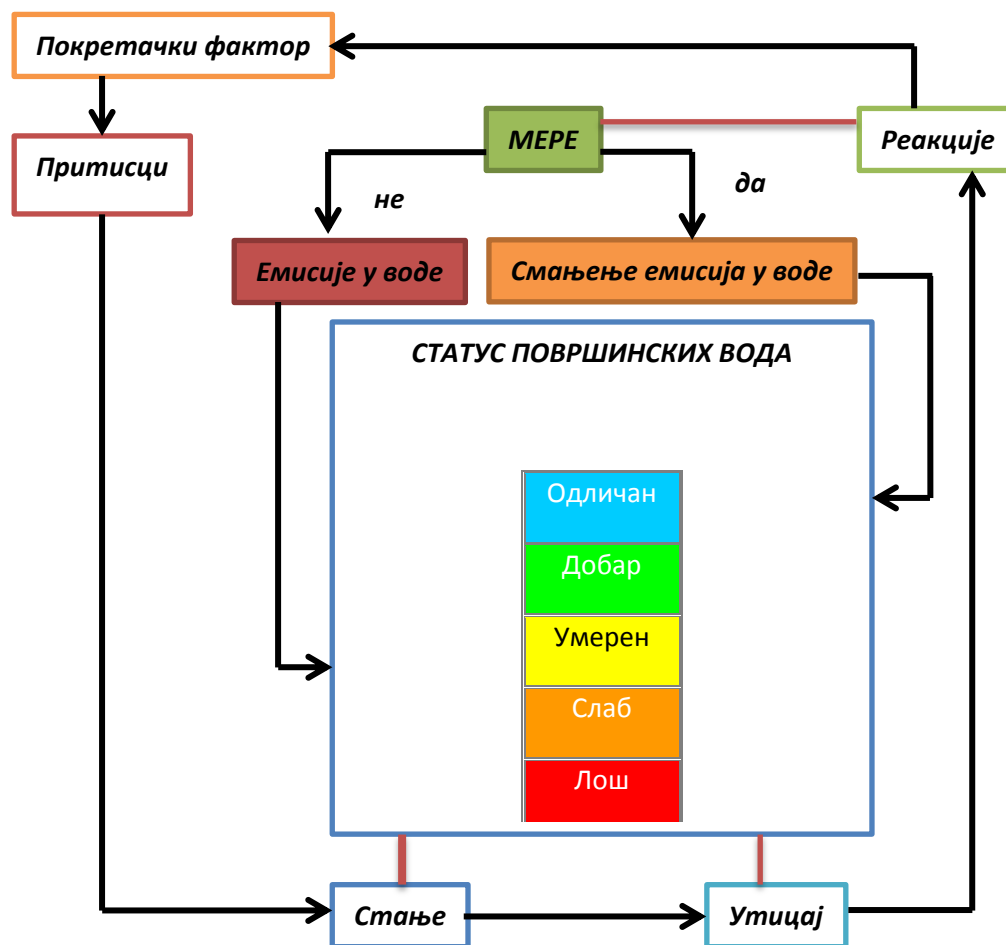 Покретачки фактор
МЕРЕ
Реакције
Притисци
не
да
Емисије у воде
Смањење емисија у воде
СТАТУС ПОВРШИНСКИХ ВОДА
Одличан
Добар
Умерен
Слаб
Лош
Стање
Утицај